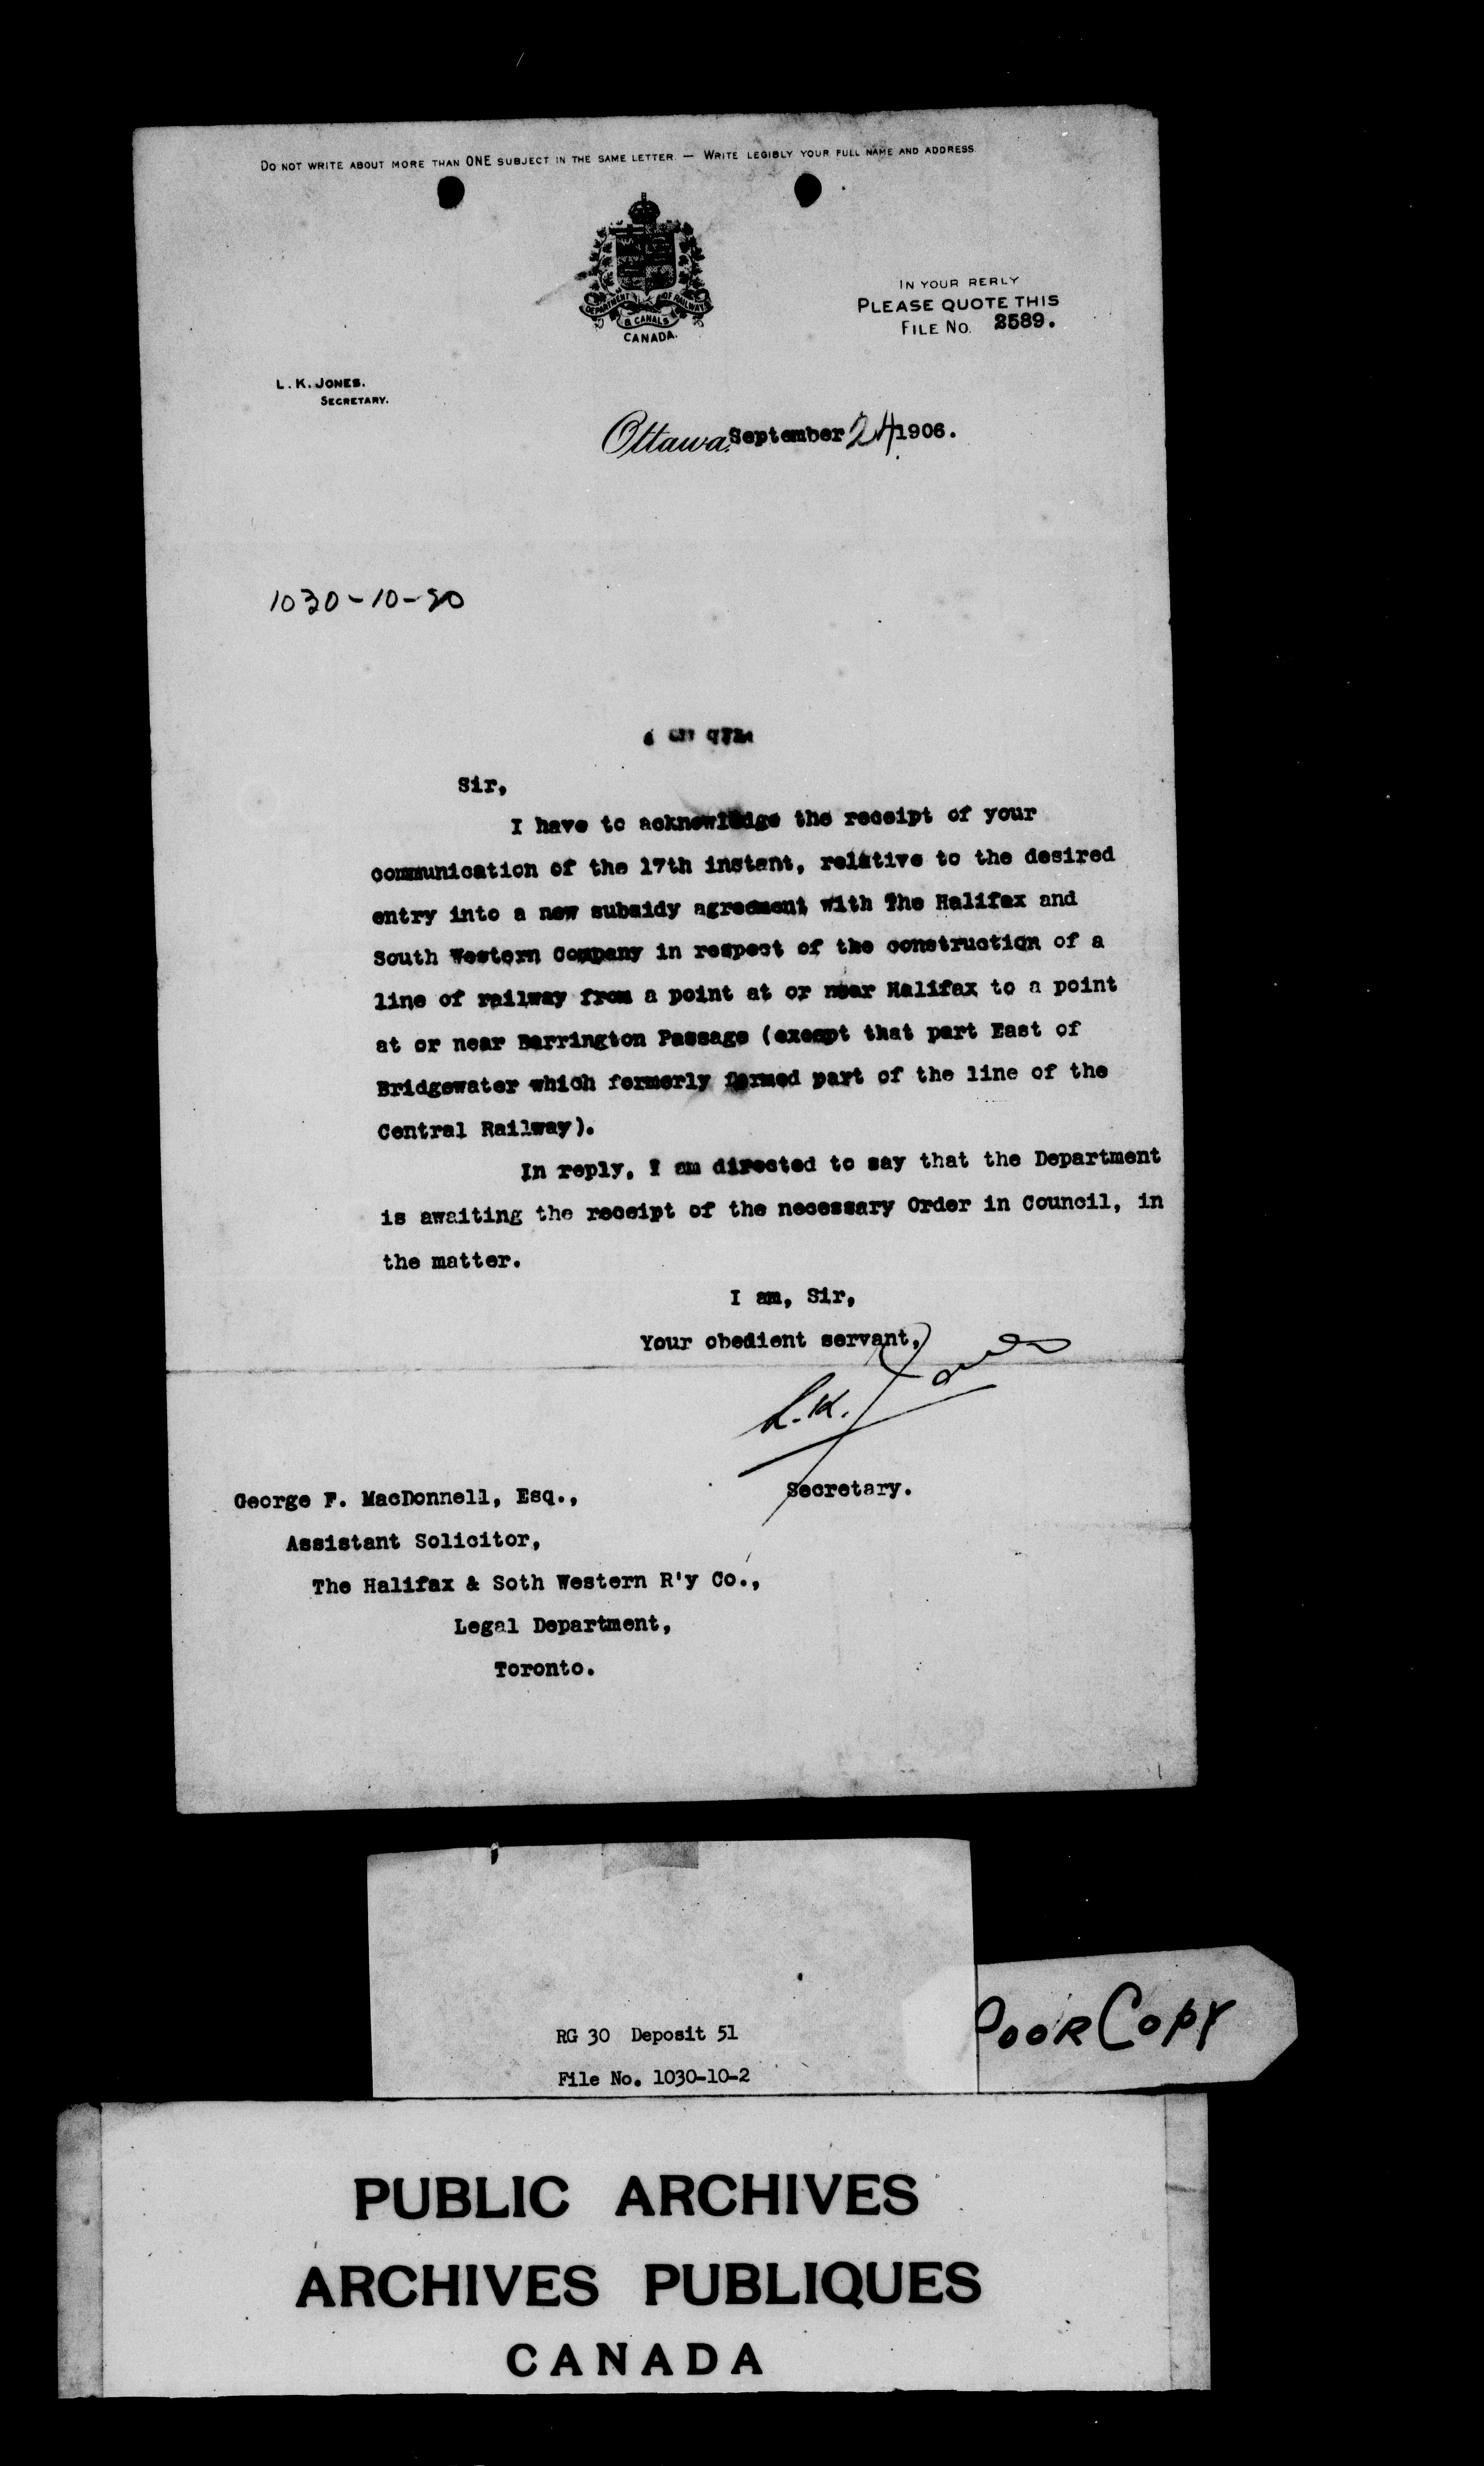 DO NOT WRITE ABOUT MORE THAN ONE SUBJECT IN THE SAME LETTER. — WRITE LEGIBLY YOUR FULL NAME AND ADDRESS.
DEPARTMENT OF RAILWAYS
& CANALS
CANADA.
IN YOUR REPLY
PLEASE QUOTE THIS
FILE NO. 3589.
L. K. JONES.
SECRETARY.
Ottawa, September 24 1906.
1030-10-20
Sir,
I have to acknowledge the receipt of your
communication of the 17th instant, relative to the desired
entry into a new subsidy agreement with The Halifax and
South Western Company in respect of the construction of a
line of railway from a point at or near Halifax to a point
at or near Barrington Passage (except that part East of
Bridgewater which formerly formed part of the line of the
Central Railway).
In reply, I am directed to say that the Department
is awaiting the receipt of the necessary Order in Council, in
the matter.
I am, Sir,
Your obedient servant,
L. K. Jones
Secretary.
George F. MacDonnell, Esq.,
Assistant Solicitor,
The Halifax & Soth Western R'y Co.,
Legal Department,
Toronto.
RG 30 Deposit 51
File No. 1030-10-2
POOR COPY
PUBLIC ARCHIVES
ARCHIVES PUBLIQUES
CANADA